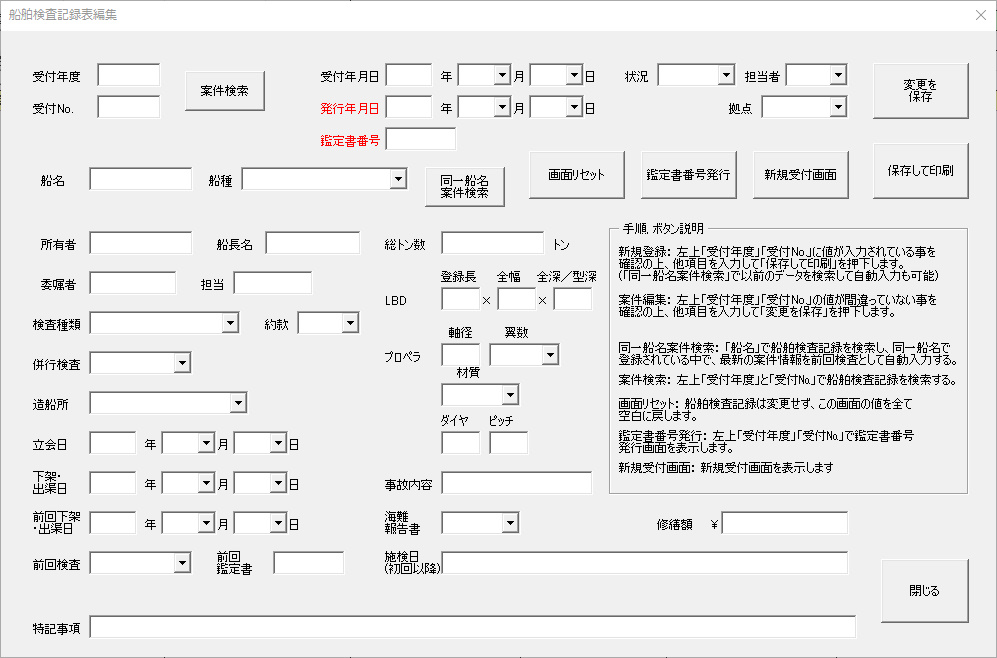 船舶検査記録表編集
受付年度
案件検索
受付年月日 年 月 日
状況 担当者
変更を
保存
受付No.
発行年月日 年 月 日
拠点
鑑定書番号
船名 船種
同一船名
案件検索
画面リセット 鑑定書番号発行 新規受付画面 保存して印刷
所有者 船長名 総トン数 トン
委嘱者 担当
LBD
登録長 全幅 全深／型深
× ×
検査種類 約款
プロペラ
軸径 翼数
材質
ダイヤ ピッチ
併行検査
造船所
立会日 年 月 日
下架・
出渠日 年 月 日
事故内容
前回下架
・出渠日 年 月 日
海難
報告書
修繕額 ¥
前回検査
前回
鑑定書
施検日
(初回以降)
特記事項
手順, ボタン説明
新規登録: 左上｢受付年度｣｢受付No.｣に値が入力されている事を
確認の上、他項目を入力して｢保存して印刷｣を押下します。
(｢同一船名案件検索｣で以前のデータを検索して自動入力も可能)
案件編集: 左上｢受付年度｣｢受付No.｣の値が間違っていない事を
確認の上、他項目を入力して｢変更を保存｣を押下します。
同一船名案件検索: ｢船名｣で船舶検査記録を検索し、同一船名で
登録されている中で、最新の案件情報を前回検査として自動入力する。
案件検索: 左上｢受付年度｣と｢受付No.｣で船舶検査記録を検索する。
画面リセット: 船舶検査記録は変更せず、この画面の値を全て
空白に戻します。
鑑定書番号発行: 左上｢受付年度｣｢受付No.｣で鑑定書番号
発行画面を表示します。
新規受付画面: 新規受付画面を表示します
閉じる